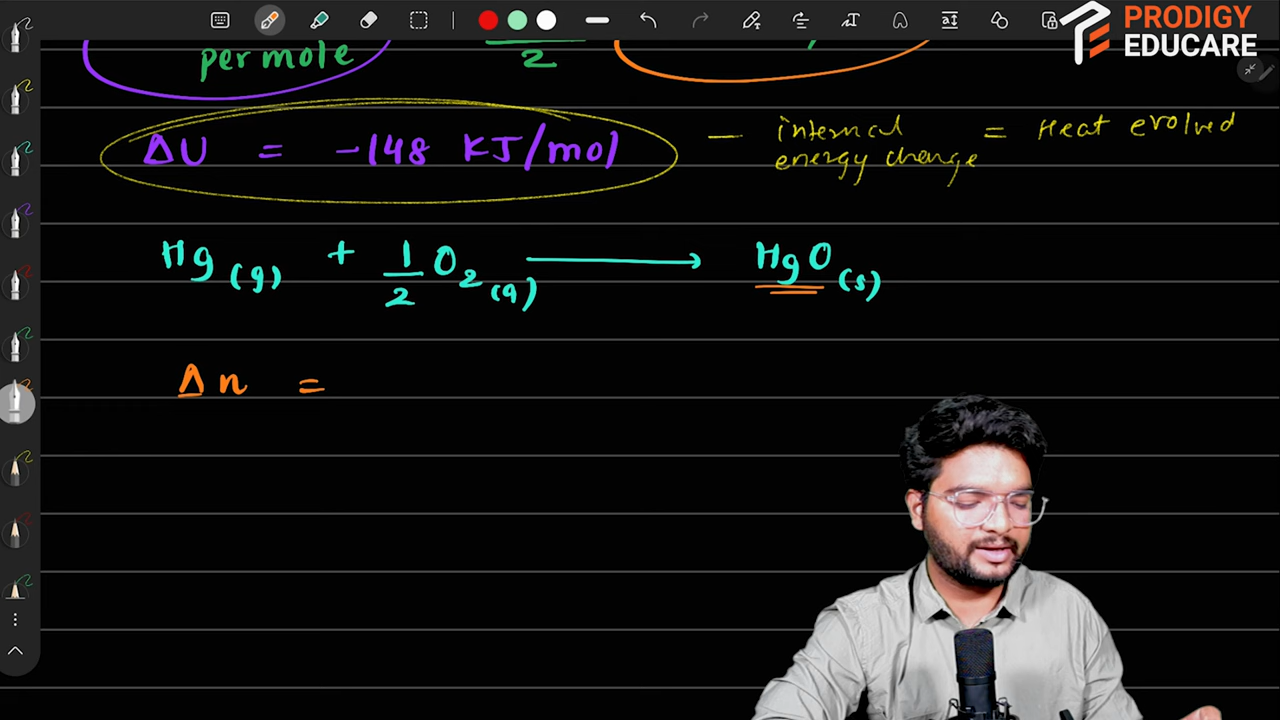 PRODIGY
EDUCARE
per mole
2
ΔU = -148 KJ/mol — internal energy change = Heat evolved
Hg(g) + 1/2 O2(g) ⟶ HgO(s)
Δn =